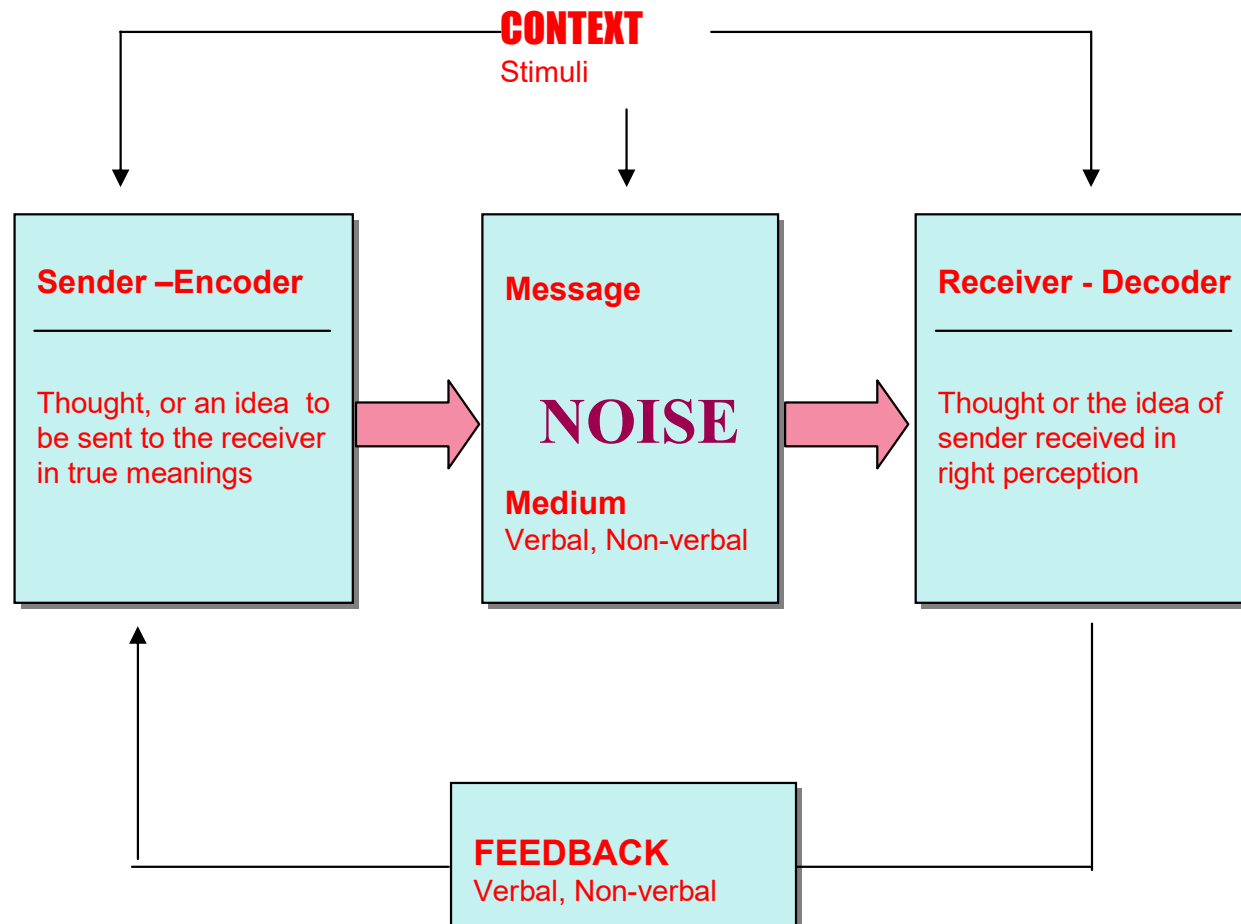 CONTEXT
Stimuli
Sender –Encoder
Thought, or an idea to
be sent to the receiver
in true meanings
Message
NOISE
Medium
Verbal, Non-verbal
Receiver - Decoder
Thought or the idea of
sender received in
right perception
FEEDBACK
Verbal, Non-verbal